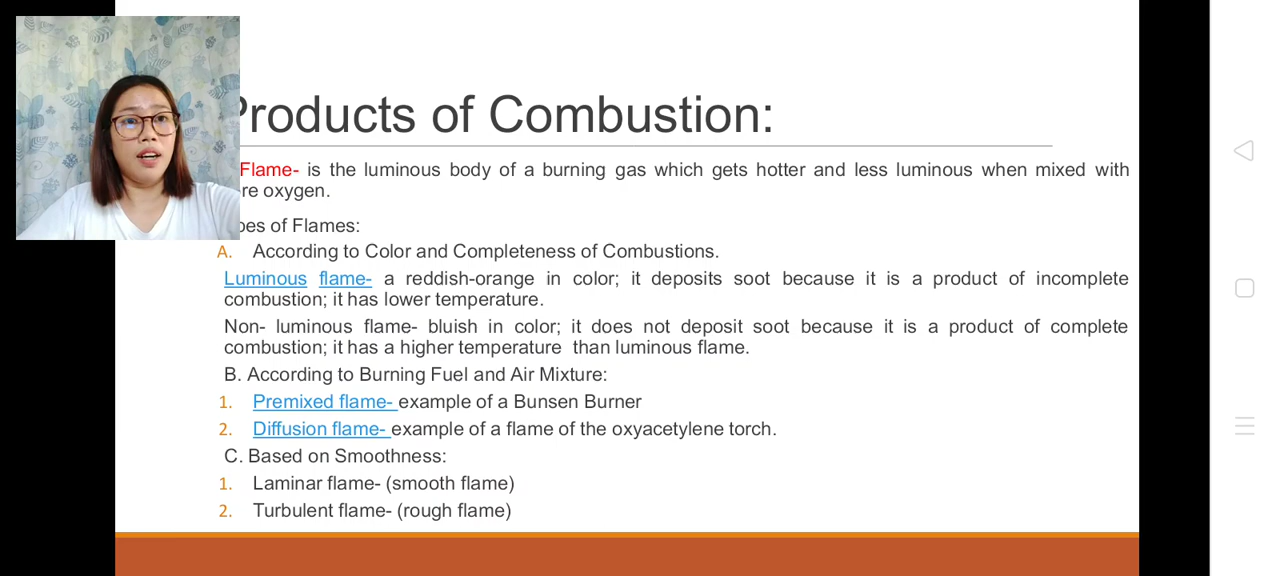 Products of Combustion:
Flame- is the luminous body of a burning gas which gets hotter and less luminous when mixed with
oxygen.
of Flames:
A. According to Color and Completeness of Combustions.
Luminous flame- a reddish-orange in color; it deposits soot because it is a product of incomplete
combustion; it has lower temperature.
Non- luminous flame- bluish in color; it does not deposit soot because it is a product of complete
combustion; it has a higher temperature than luminous flame.
B. According to Burning Fuel and Air Mixture:
1. Premixed flame- example of a Bunsen Burner
2. Diffusion flame- example of a flame of the oxyacetylene torch.
C. Based on Smoothness:
1. Laminar flame- (smooth flame)
2. Turbulent flame- (rough flame)